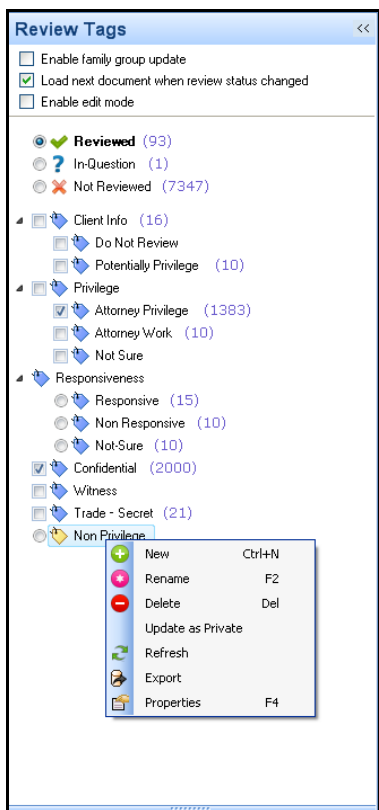 Review Tags <<
Enable family group update
Load next document when review status changed
Enable edit mode
Reviewed (93)
? In-Question (1)
Not Reviewed (7347)
Client Info (16)
Do Not Review
Potentially Privilege (10)
Privilege
Attorney Privilege (1383)
Attorney Work (10)
Not Sure
Responsiveness
Responsive (15)
Non Responsive (10)
Not-Sure (10)
Confidential (2000)
Witness
Trade - Secret (21)
Non Privilege
New Ctrl+N
Rename F2
Delete Del
Update as Private
Refresh
Export
Properties F4